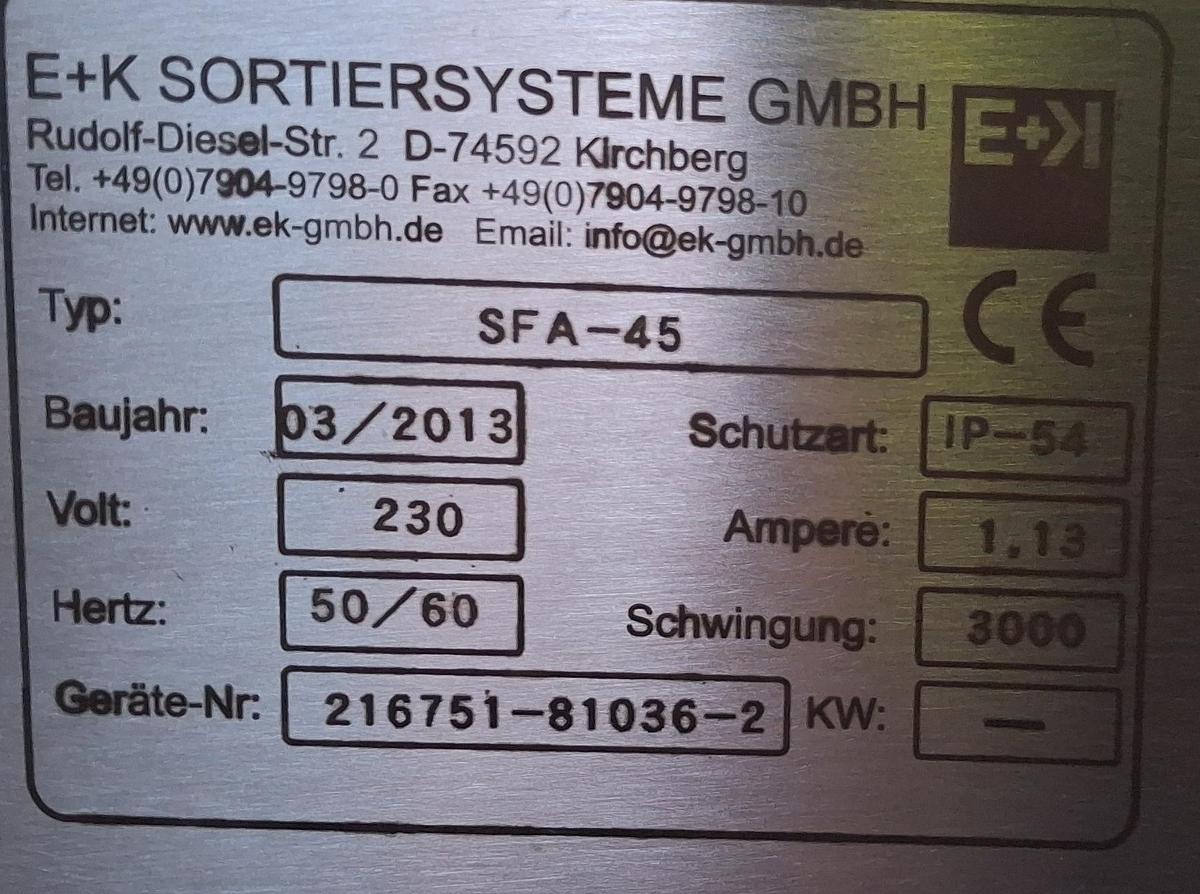 E+K SORTIERSYSTEME GMBH
E+K
Rudolf-Diesel-Str. 2 D-74592 Kirchberg
Tel. +49(0)7904-9798-0 Fax +49(0)7904-9798-10
Internet: www.ek-gmbh.de Email: info@ek-gmbh.de
CE
Typ: SFA-45
Baujahr: 03/2013 Schutzart: IP-54
Volt: 230 Ampere: 1.13
Hertz: 50/60 Schwingung: 3000
Geräte-Nr: 216751-81036-2 KW: —